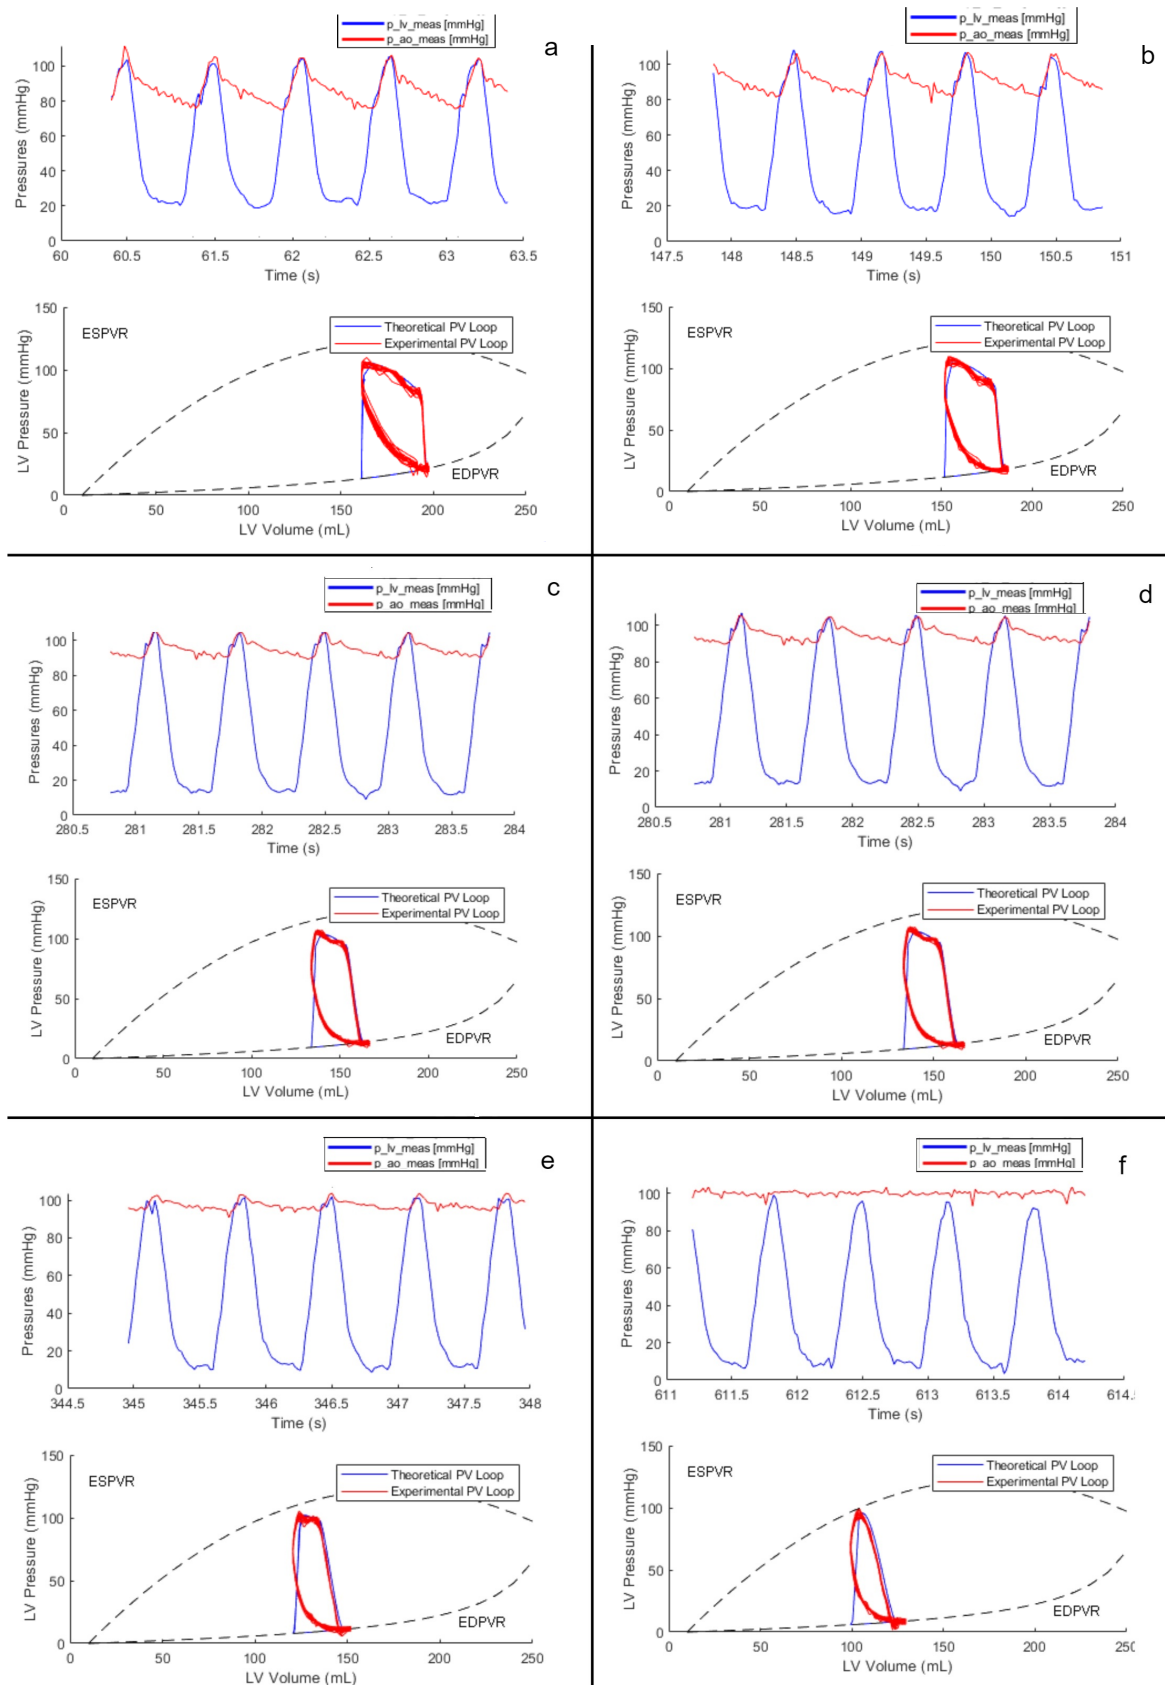 p_lv_meas [mmHg]
p_ao_meas [mmHg]
a
100
80
60
40
20
0
Pressures (mmHg)
60
60.5
61.5
62
62.5
63
63.5
Time (s)
150
100
50
0
LV Pressure (mmHg)
ESPVR
Theoretical PV Loop
Experimental PV Loop
EDPVR
0
50
100
150
200
250
LV Volume (mL)
p_lv_meas [mmHg]
p_ao_meas [mmHg]
b
100
80
60
40
20
0
Pressures (mmHg)
147.5
148
148.5
149
149.5
150
150.5
151
Time (s)
150
100
50
0
LV Pressure (mmHg)
ESPVR
Theoretical PV Loop
Experimental PV Loop
EDPVR
0
50
100
150
200
250
LV Volume (mL)
p_lv_meas [mmHg]
p_ao_meas [mmHg]
c
100
80
60
40
20
0
Pressures (mmHg)
280.5
281
281.5
282
282.5
283
283.5
284
Time (s)
150
100
50
0
LV Pressure (mmHg)
ESPVR
Theoretical PV Loop
Experimental PV Loop
EDPVR
0
50
100
150
200
250
LV Volume (mL)
p_lv_meas [mmHg]
p_ao_meas [mmHg]
d
100
80
60
40
20
0
Pressures (mmHg)
280.5
281
281.5
282
282.5
283
283.5
284
Time (s)
150
100
50
0
LV Pressure (mmHg)
ESPVR
Theoretical PV Loop
Experimental PV Loop
EDPVR
0
50
100
150
200
250
LV Volume (mL)
p_lv_meas [mmHg]
p_ao_meas [mmHg]
e
100
80
60
40
20
0
Pressures (mmHg)
344.5
345
345.5
346
346.5
347
347.5
348
Time (s)
150
100
50
0
LV Pressure (mmHg)
ESPVR
Theoretical PV Loop
Experimental PV Loop
EDPVR
0
50
100
150
200
250
LV Volume (mL)
p_lv_meas [mmHg]
p_ao_meas [mmHg]
f
100
80
60
40
20
0
Pressures (mmHg)
611
611.5
612
612.5
613
613.5
614
614.5
Time (s)
150
100
50
0
LV Pressure (mmHg)
ESPVR
Theoretical PV Loop
Experimental PV Loop
EDPVR
0
50
100
150
200
250
LV Volume (mL)